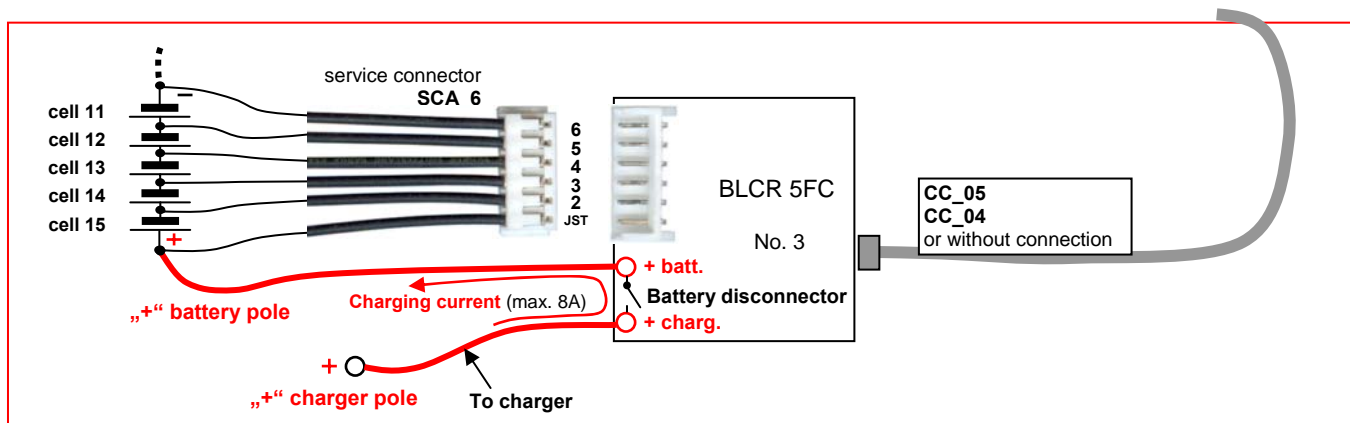 service connector
SCA 6
−
cell 11
cell 12
cell 13
cell 14
cell 15
+
6
5
4
3
2
JST
BLCR 5FC
No. 3
CC_05
CC_04
or without connection
+ batt.
Battery disconnector
+ charg.
Charging current (max. 8A)
„+“ battery pole
+
„+“ charger pole
To charger